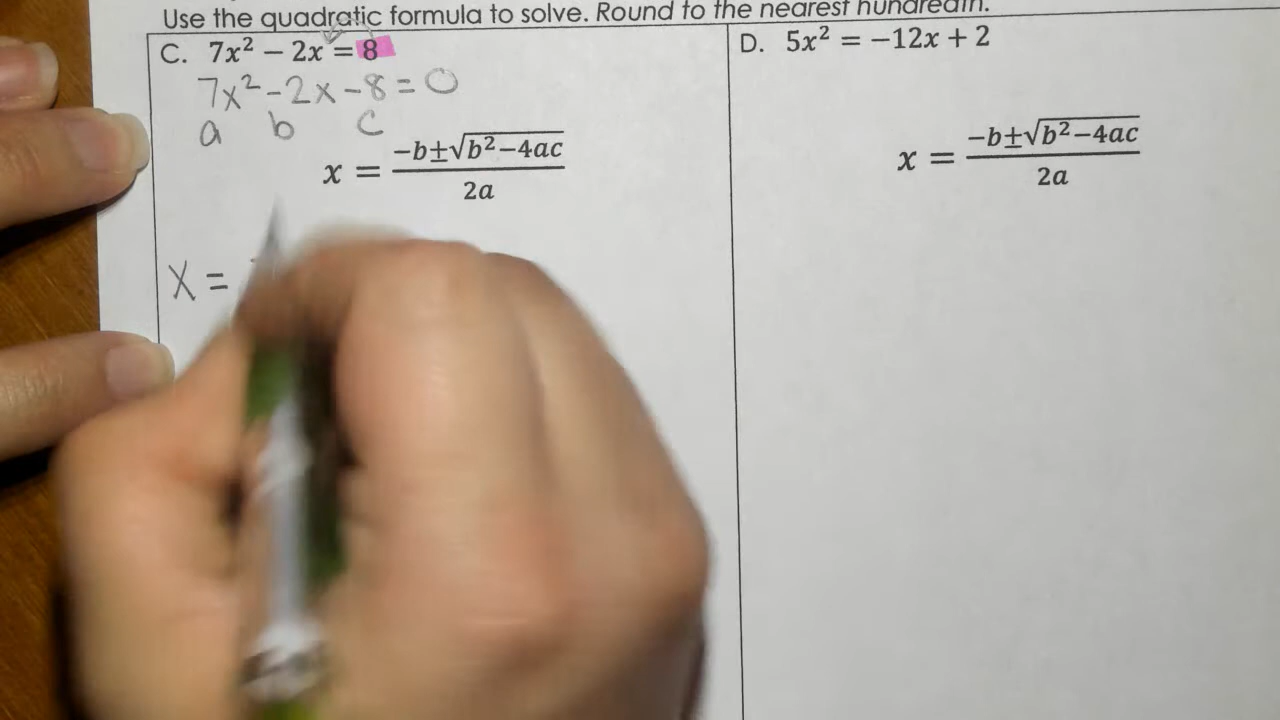 Use the quadratic formula to solve. Round to the nearest hundredth.
C. 7x² − 2x = 8
7x² - 2x - 8 = 0
a b c
x = −b±√b²−4ac / 2a
x =
D. 5x² = −12x + 2
x = −b±√b²−4ac / 2a